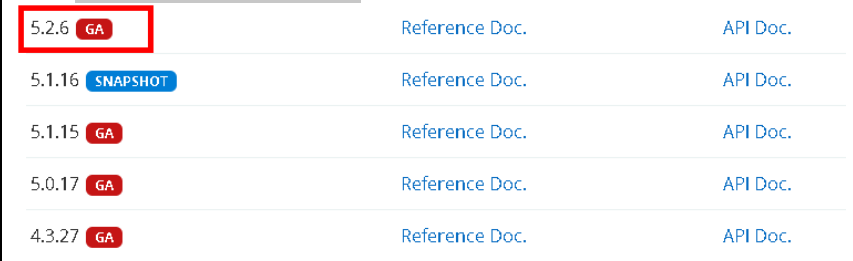 5.2.6 GA Reference Doc. API Doc.
5.1.16 SNAPSHOT Reference Doc. API Doc.
5.1.15 GA Reference Doc. API Doc.
5.0.17 GA Reference Doc. API Doc.
4.3.27 GA Reference Doc. API Doc.